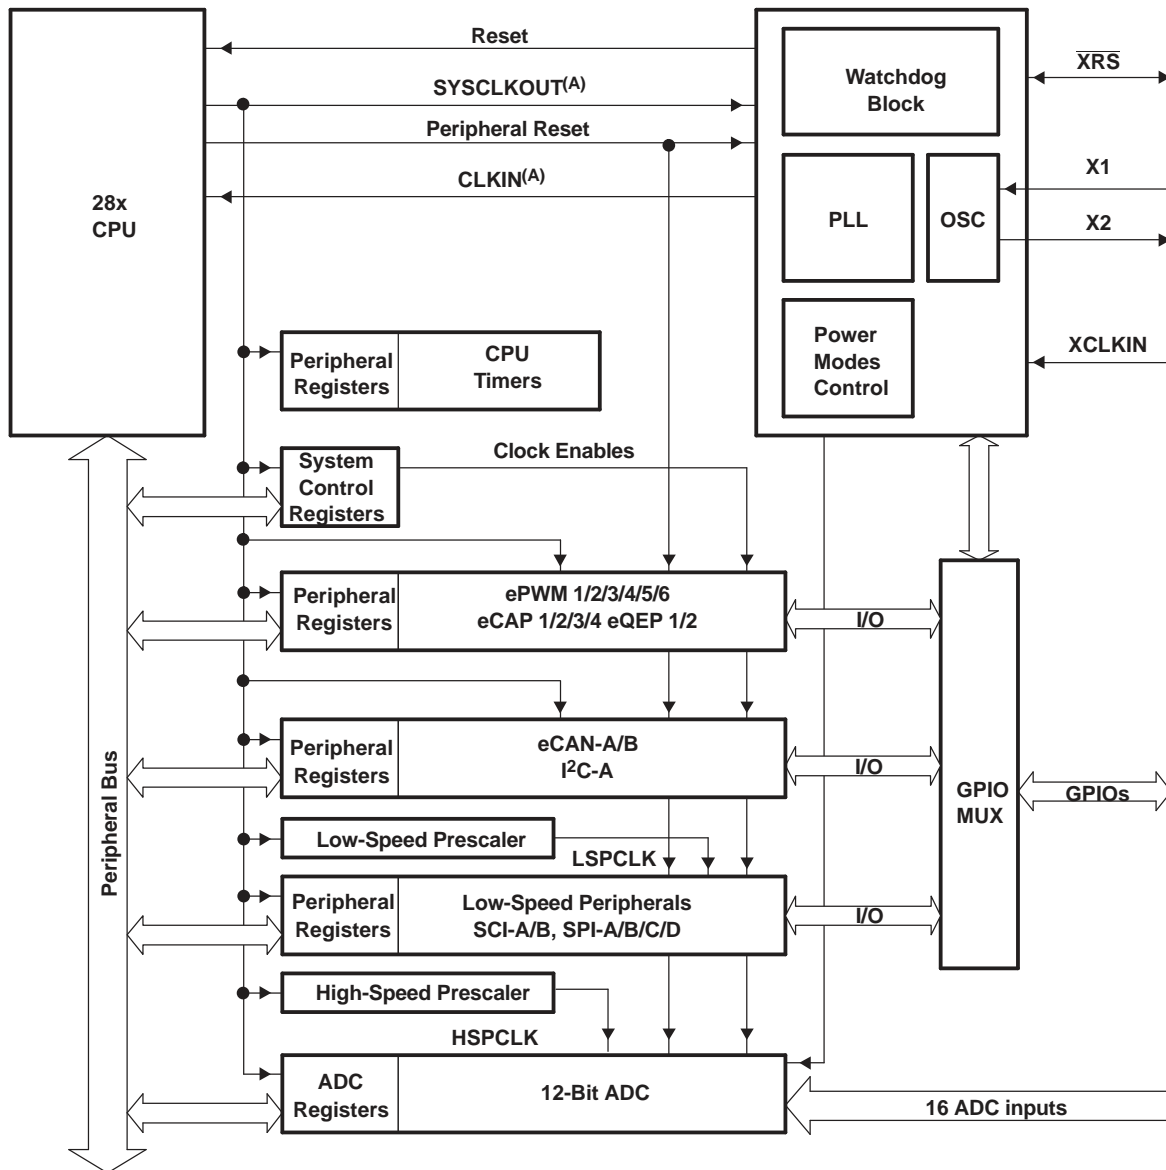 Reset
Watchdog
Block
XRS
SYSCLKOUT(A)
Peripheral Reset
28x
CPU
CLKIN(A)
PLL
OSC
X1
X2
Peripheral
Registers
CPU
Timers
Power
Modes
Control
XCLKIN
System
Control
Registers
Clock Enables
Peripheral
Registers
ePWM 1/2/3/4/5/6
eCAP 1/2/3/4 eQEP 1/2
I/O
Peripheral Bus
Peripheral
Registers
eCAN-A/B
I2C-A
I/O
GPIO
MUX
GPIOs
Low-Speed Prescaler
LSPCLK
Peripheral
Registers
Low-Speed Peripherals
SCI-A/B, SPI-A/B/C/D
I/O
High-Speed Prescaler
HSPCLK
ADC
Registers
12-Bit ADC
16 ADC inputs